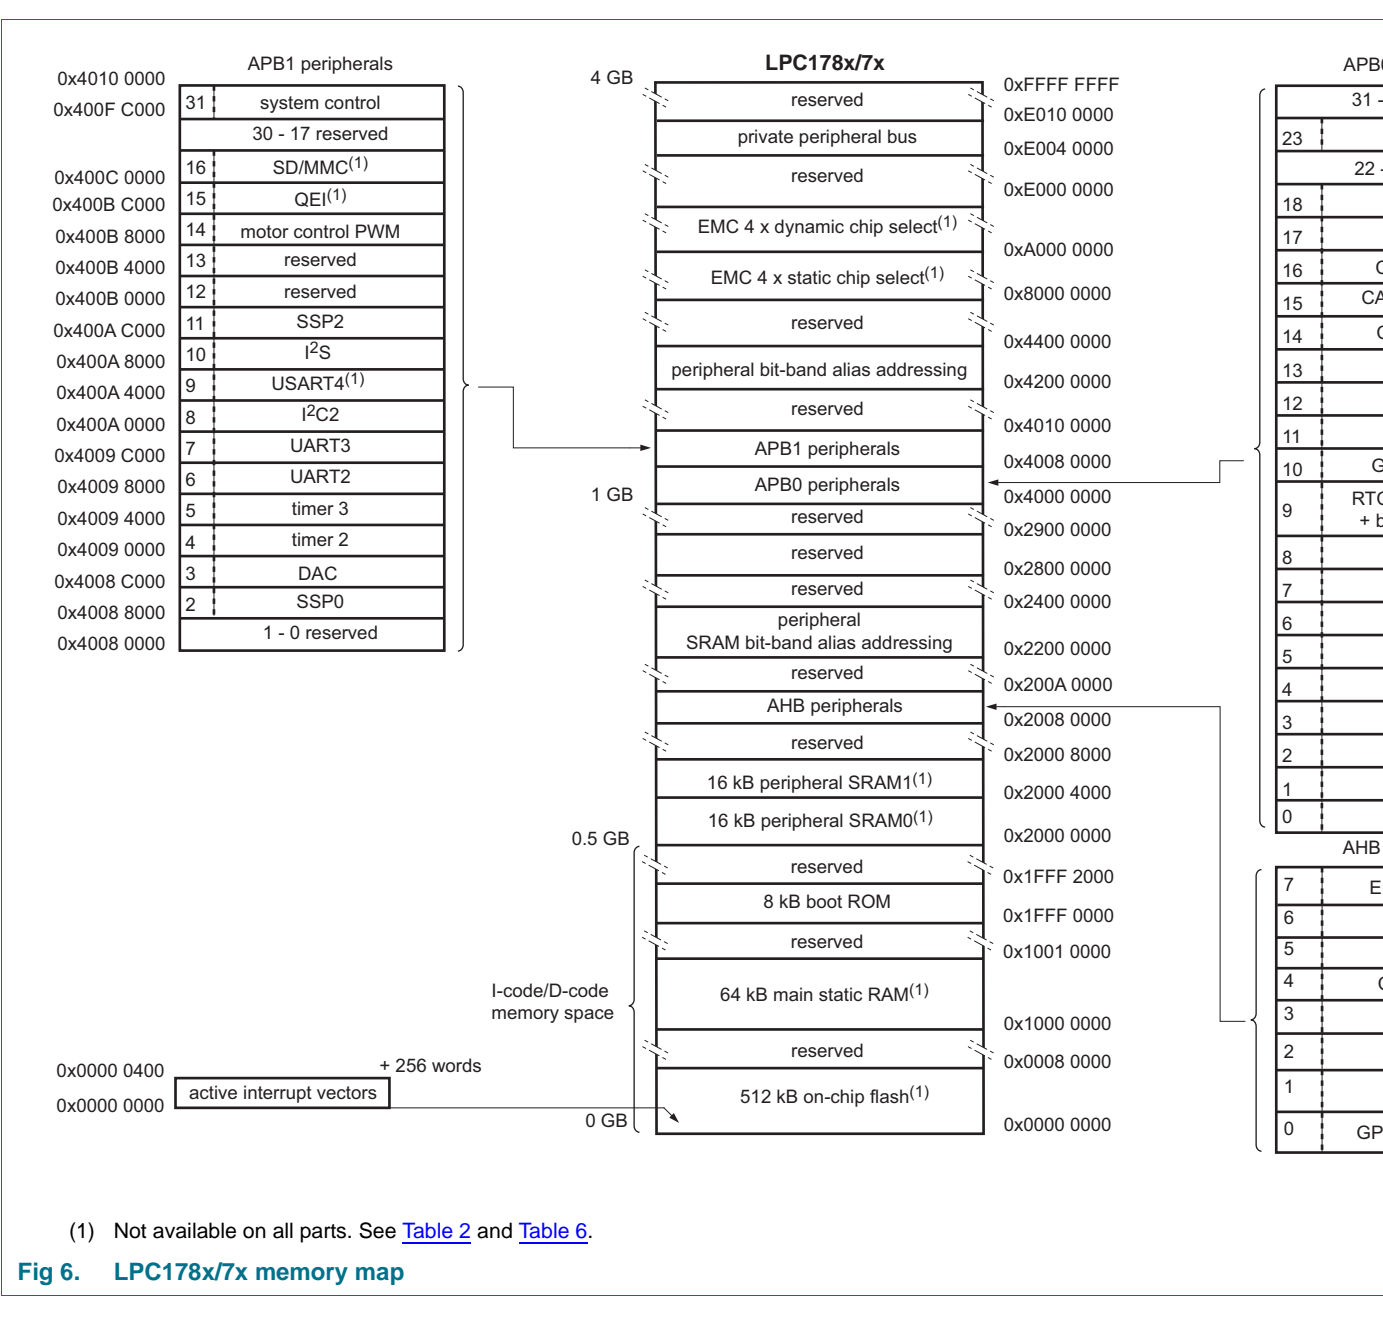 APB1 peripherals
0x4010 0000
0x400F C000
31 system control
30 - 17 reserved
0x400C 0000
16 SD/MMC(1)
0x400B C000
15 QEI(1)
0x400B 8000
14 motor control PWM
0x400B 4000
13 reserved
0x400B 0000
12 reserved
0x400A C000
11 SSP2
0x400A 8000
10 I2S
0x400A 4000
9 USART4(1)
0x400A 0000
8 I2C2
0x4009 C000
7 UART3
0x4009 8000
6 UART2
0x4009 4000
5 timer 3
0x4009 0000
4 timer 2
0x4008 C000
3 DAC
0x4008 8000
2 SSP0
0x4008 0000
1 - 0 reserved
LPC178x/7x
4 GB
0xFFFF FFFF
reserved
0xE010 0000
private peripheral bus
0xE004 0000
reserved
0xE000 0000
EMC 4 x dynamic chip select(1)
0xA000 0000
EMC 4 x static chip select(1)
0x8000 0000
reserved
0x4400 0000
peripheral bit-band alias addressing
0x4200 0000
reserved
0x4010 0000
APB1 peripherals
0x4008 0000
APB0 peripherals
1 GB
0x4000 0000
reserved
0x2900 0000
reserved
0x2800 0000
reserved
0x2400 0000
peripheral
SRAM bit-band alias addressing
0x2200 0000
reserved
0x200A 0000
AHB peripherals
0x2008 0000
reserved
0x2000 8000
16 kB peripheral SRAM1(1)
0x2000 4000
16 kB peripheral SRAM0(1)
0.5 GB
0x2000 0000
reserved
0x1FFF 2000
8 kB boot ROM
0x1FFF 0000
reserved
0x1001 0000
I-code/D-code
memory space
64 kB main static RAM(1)
0x1000 0000
reserved
0x0008 0000
512 kB on-chip flash(1)
0 GB
0x0000 0000
0x0000 0400
+ 256 words
active interrupt vectors
0x0000 0000
31 -
23
22 -
18
17
16
15
14
13
12
11
10
9
8
7
6
5
4
3
2
1
0
AHB
7
6
5
4
3
2
1
0
(1) Not available on all parts. See Table 2 and Table 6.
Fig 6. LPC178x/7x memory map